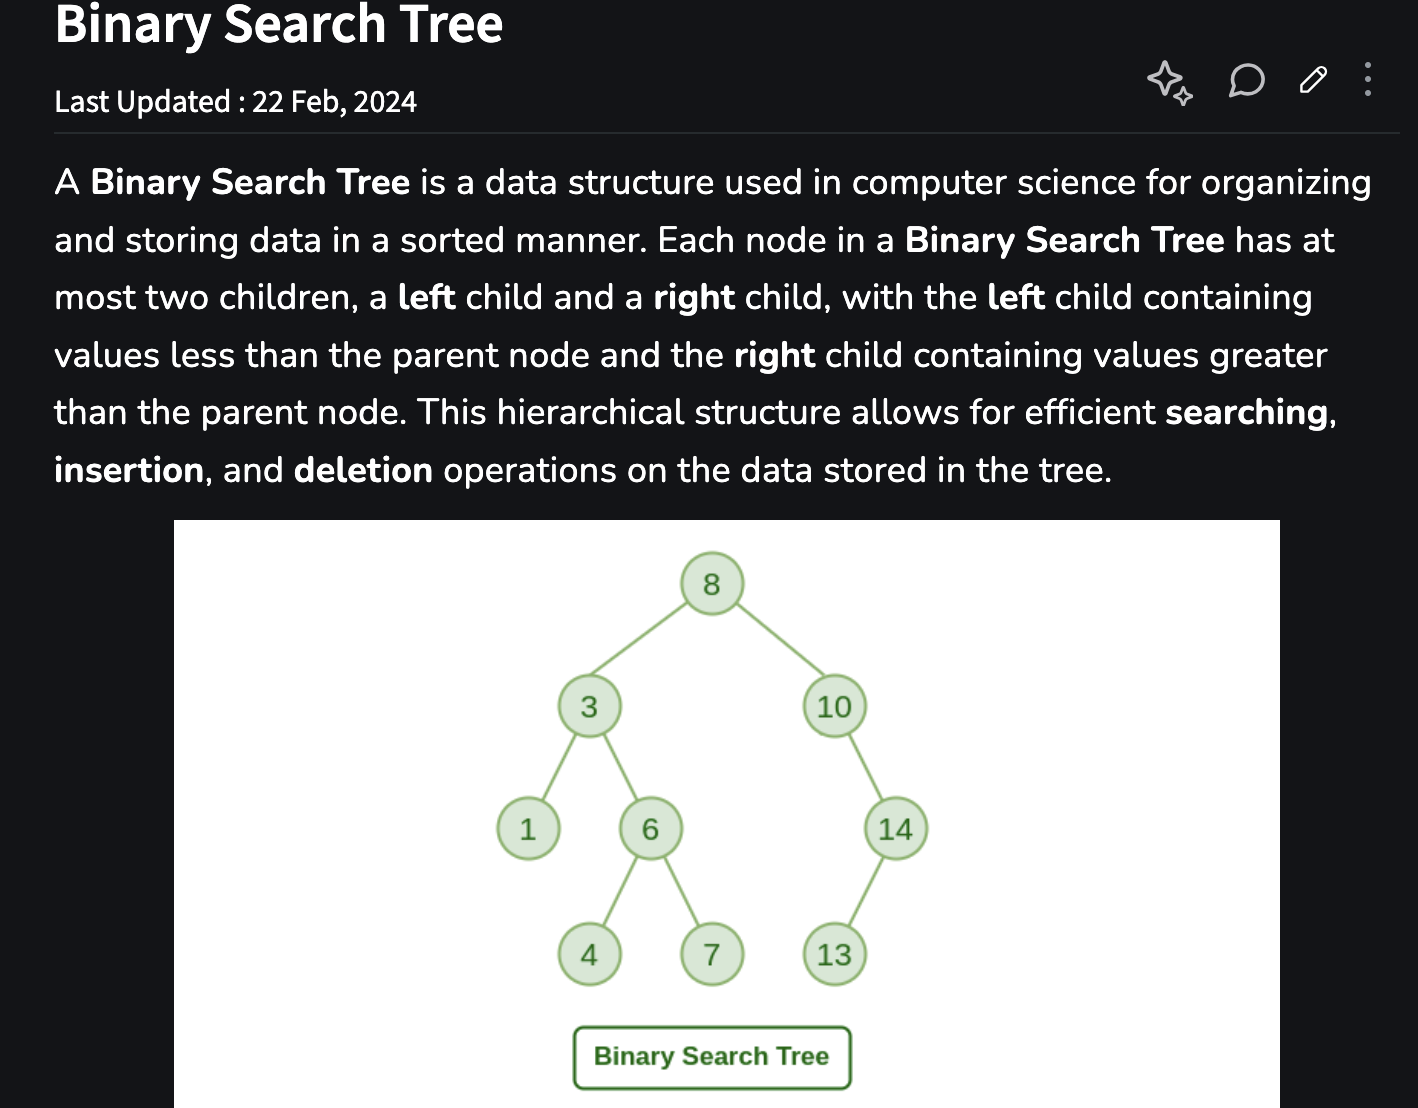 Binary Search Tree
Last Updated : 22 Feb, 2024
A Binary Search Tree is a data structure used in computer science for organizing
and storing data in a sorted manner. Each node in a Binary Search Tree has at
most two children, a left child and a right child, with the left child containing
values less than the parent node and the right child containing values greater
than the parent node. This hierarchical structure allows for efficient searching,
insertion, and deletion operations on the data stored in the tree.
8
3 10
1 6 14
4 7 13
Binary Search Tree